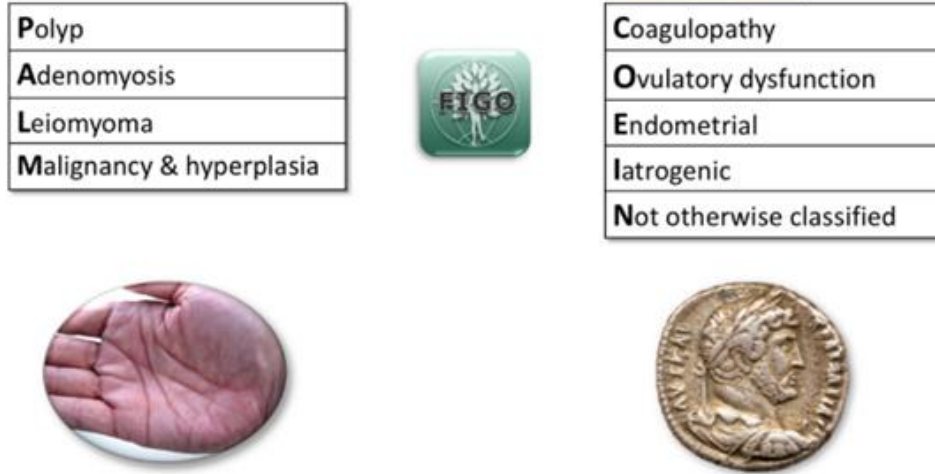 Polyp
Adenomyosis
Leiomyoma
Malignancy & hyperplasia
FIGO
Coagulopathy
Ovulatory dysfunction
Endometrial
Iatrogenic
Not otherwise classified